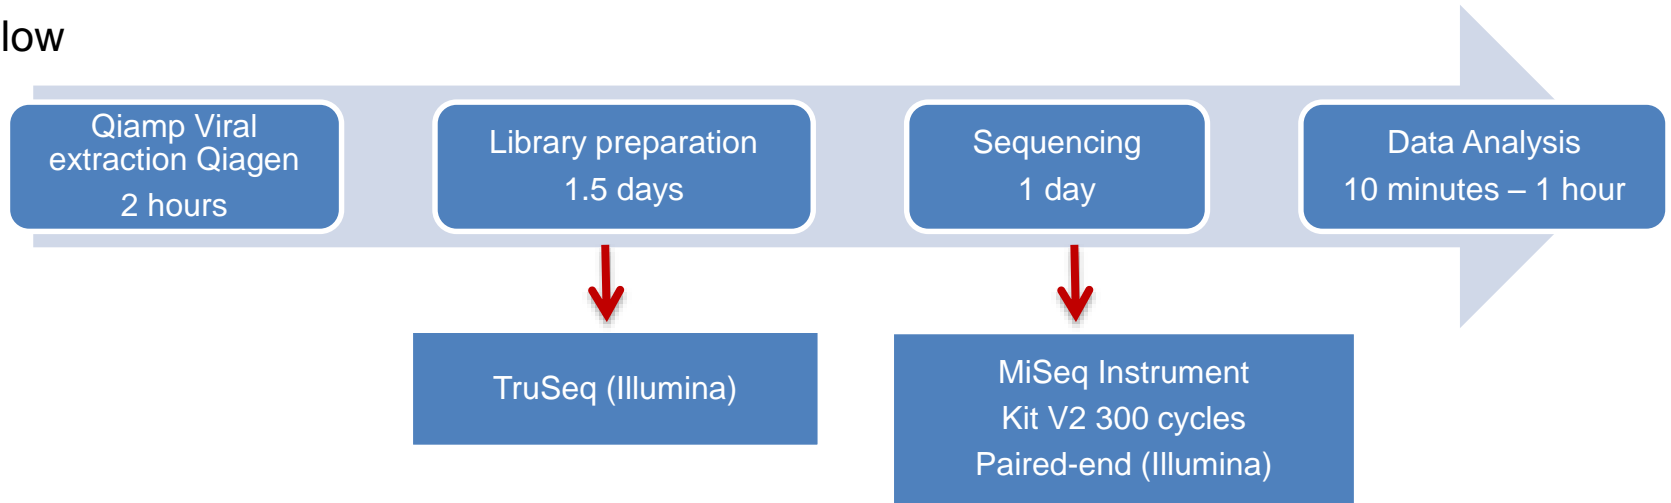 low
Qiamp Viral
extraction Qiagen
2 hours
Library preparation
1.5 days
Sequencing
1 day
Data Analysis
10 minutes – 1 hour
TruSeq (Illumina)
MiSeq Instrument
Kit V2 300 cycles
Paired-end (Illumina)